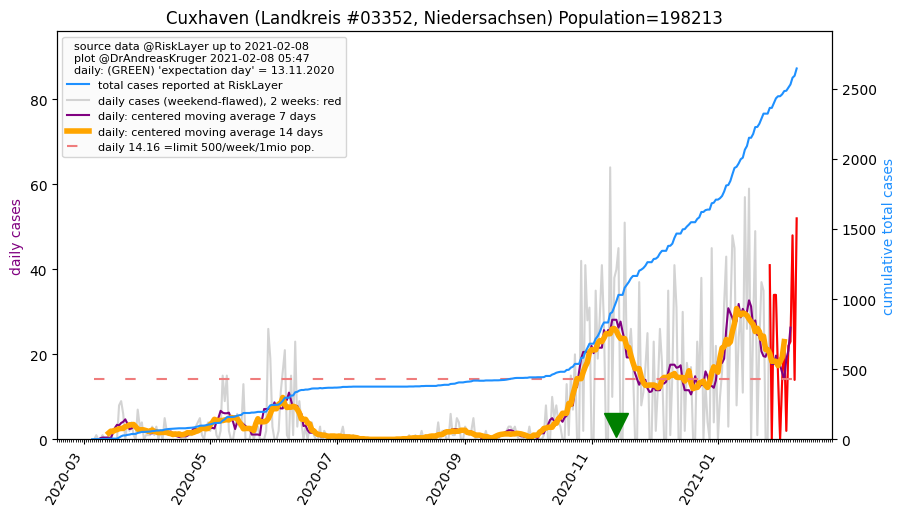 Cuxhaven (Landkreis #03352, Niedersachsen) Population=198213
source data @RiskLayer up to 2021-02-08
plot @DrAndreasKruger 2021-02-08 05:47
daily: (GREEN) 'expectation day' = 13.11.2020
total cases reported at RiskLayer
daily cases (weekend-flawed), 2 weeks: red
daily: centered moving average 7 days
daily: centered moving average 14 days
daily 14.16 =limit 500/week/1mio pop.
daily cases
80
60
40
20
0
cumulative total cases
2500
2000
1500
1000
500
0
2020-03
2020-05
2020-07
2020-09
2020-11
2021-01